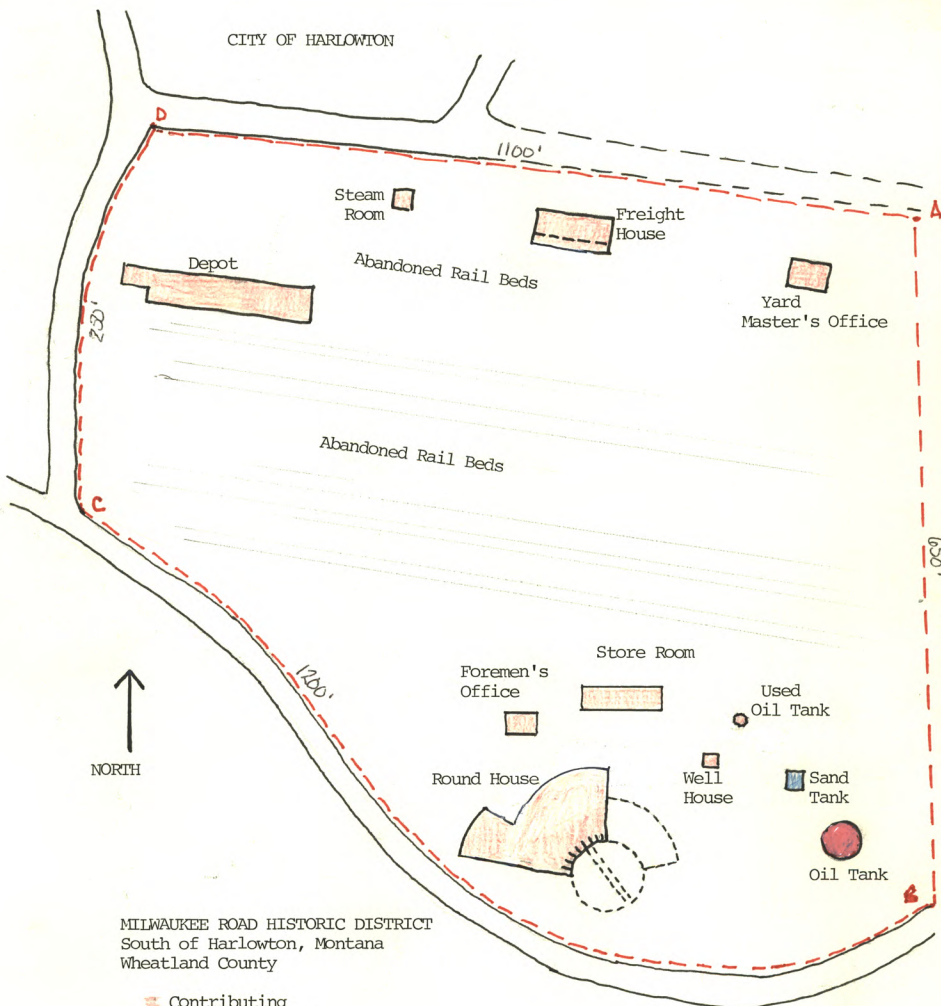 CITY OF HARLOWTON
D
1100'
A
Steam
Room
Freight
House
Depot
Abandoned Rail Beds
Yard
Master's Office
250'
Abandoned Rail Beds
C
650'
Store Room
Foremen's
Office
Used
Oil Tank
1200'
NORTH
Round House
Well
House
Sand
Tank
Oil Tank
B
MILWAUKEE ROAD HISTORIC DISTRICT
South of Harlowton, Montana
Wheatland County
Contributing